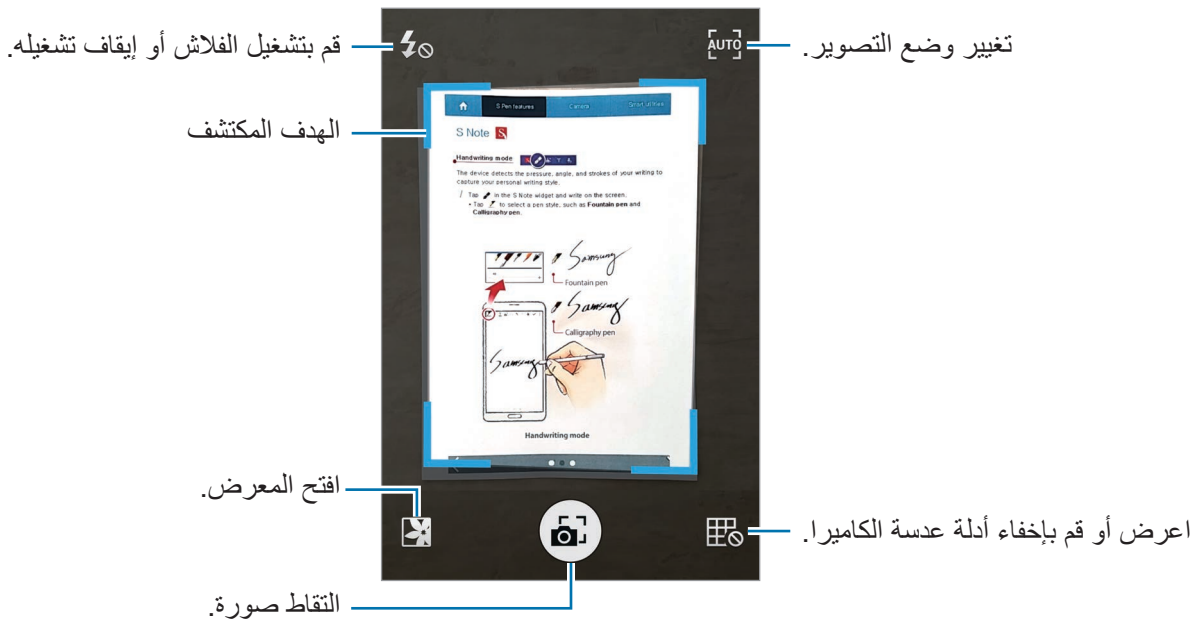 قم بتشغيل الفلاش أو إيقاف تشغيله.
AUTO
تغيير وضع التصوير.
الهدف المكتشف
S Pen features
Camera
Smart utilities
S Note S
Handwriting mode
The device detects the pressure, angle, and strokes of your writing to
capture your personal writing style.
/ Tap in the S Note widget and write on the screen.
• Tap to select a pen style, such as Fountain pen and
Calligraphy pen.
Samsung
Fountain pen
Samsung
Calligraphy pen
Samsung
Handwriting mode
افتح المعرض.
اعرض أو قم بإخفاء أدلة عدسة الكاميرا.
التقاط صورة.